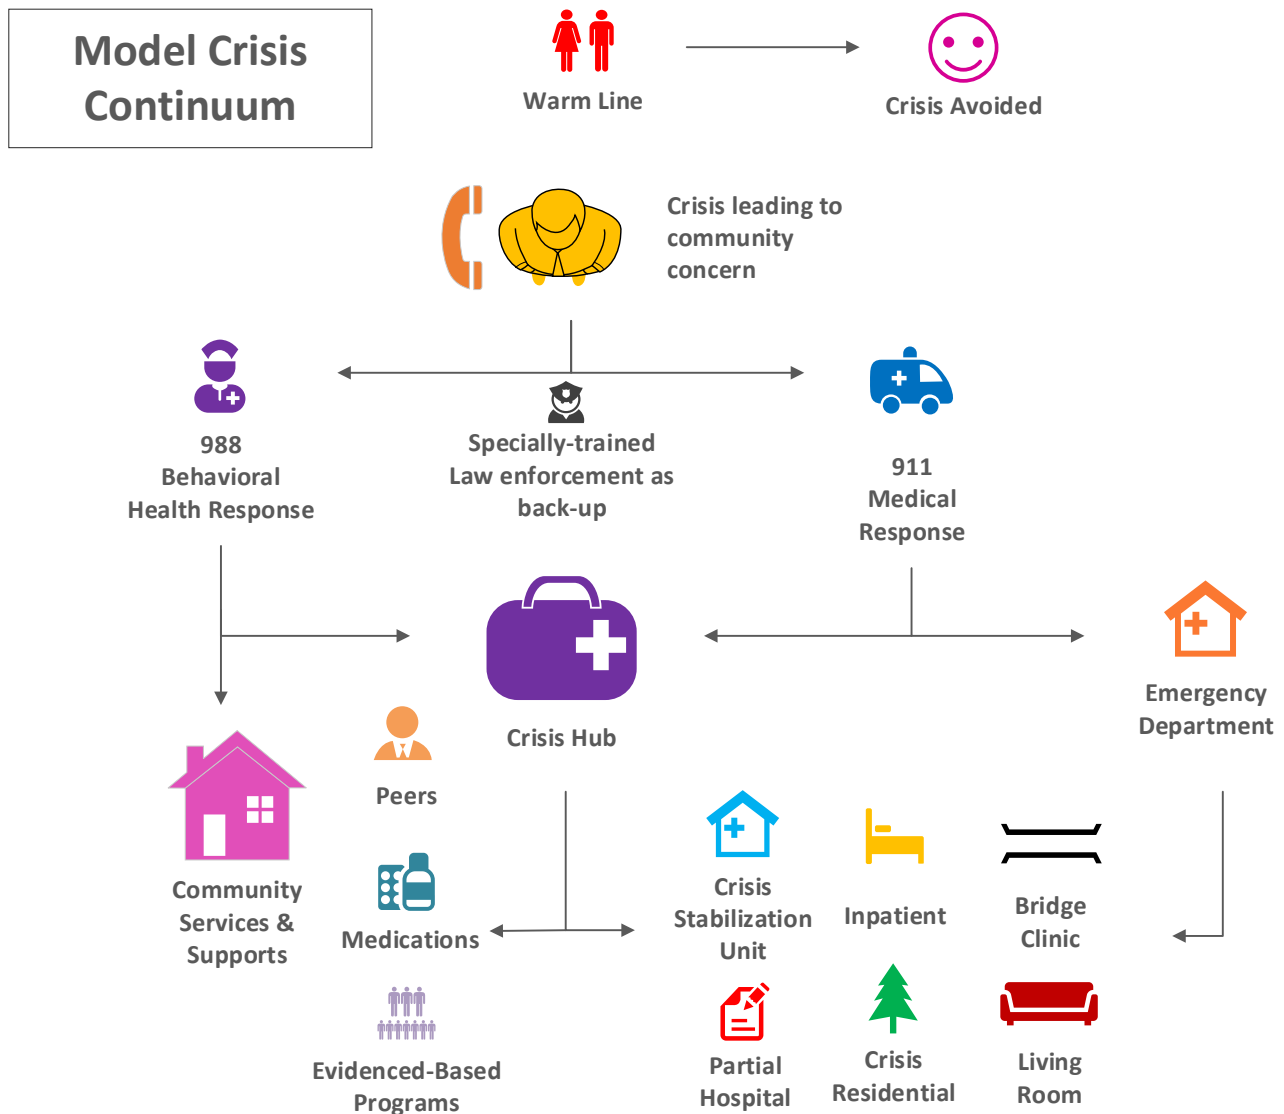 Model Crisis
Continuum
Warm Line
Crisis Avoided
Crisis leading to
community
concern
988
Behavioral
Health Response
Specially-trained
Law enforcement as
back-up
911
Medical
Response
Crisis Hub
Emergency
Department
Peers
Medications
Evidenced-Based
Programs
Community
Services &
Supports
Crisis
Stabilization
Unit
Inpatient
Bridge
Clinic
Partial
Hospital
Crisis
Residential
Living
Room